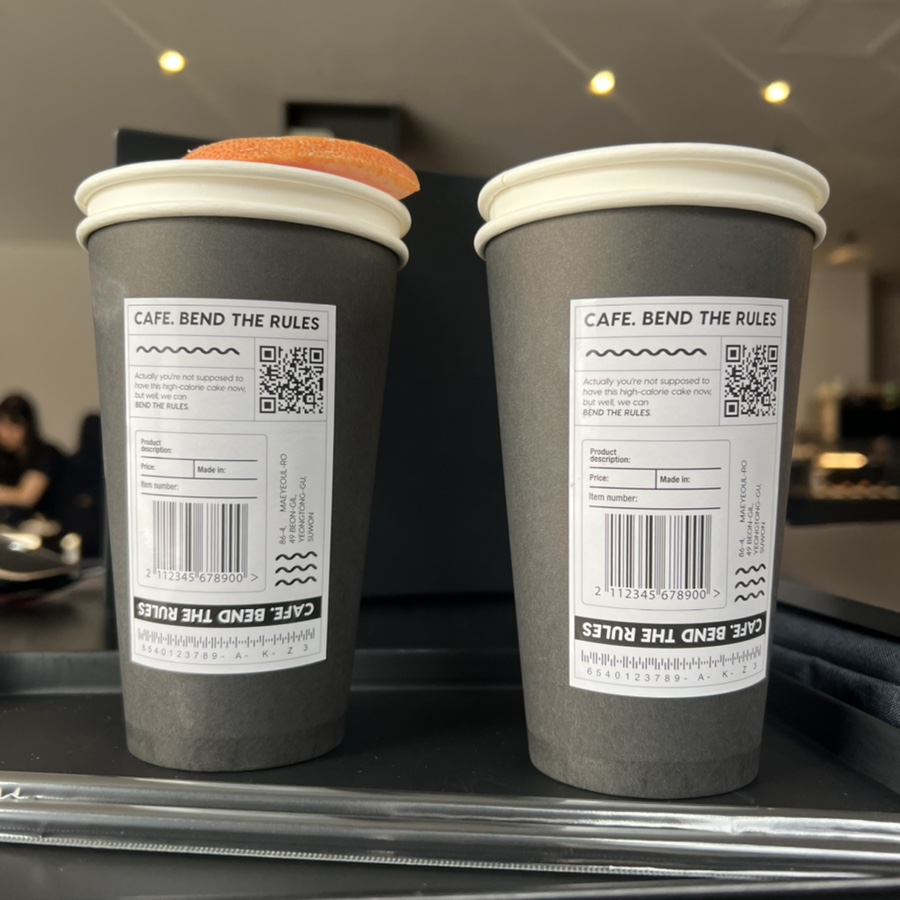 CAFE. BEND THE RULES
Actually you're not supposed to
have this high-calorie cake now,
but well, we can
BEND THE RULES.
Product
description:
Price:
Made in:
Item number:
86-4, MAEYEOUL-RO
49 BEON-GIL,
YEONGTONG-GU,
SUWON
2 112345 678900 >
CAFE. BEND THE RULES
6540123789- A- K- Z 3
CAFE. BEND THE RULES
Actually you're not supposed to
have this high-calorie cake now,
but well, we can
BEND THE RULES.
Product
description:
Price:
Made in:
Item number:
86-4, MAEYEOUL-RO
49 BEON-GIL,
YEONGTONG-GU,
SUWON
2 112345 678900 >
CAFE. BEND THE RULES
6540123789- A- K- Z 3